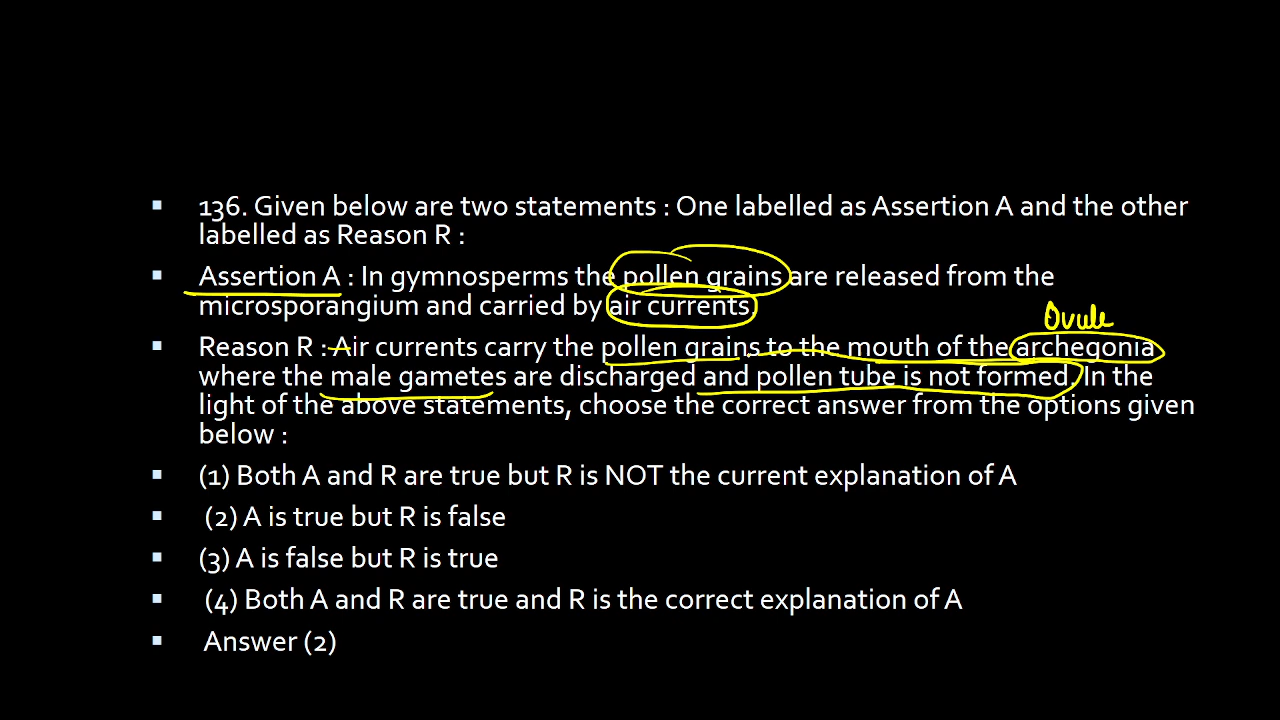 136. Given below are two statements : One labelled as Assertion A and the other
labelled as Reason R :
Assertion A : In gymnosperms the pollen grains are released from the
microsporangium and carried by air currents.
Ovule
Reason R : Air currents carry the pollen grains to the mouth of the archegonia
where the male gametes are discharged and pollen tube is not formed. In the
light of the above statements, choose the correct answer from the options given
below :
(1) Both A and R are true but R is NOT the current explanation of A
(2) A is true but R is false
(3) A is false but R is true
(4) Both A and R are true and R is the correct explanation of A
Answer (2)